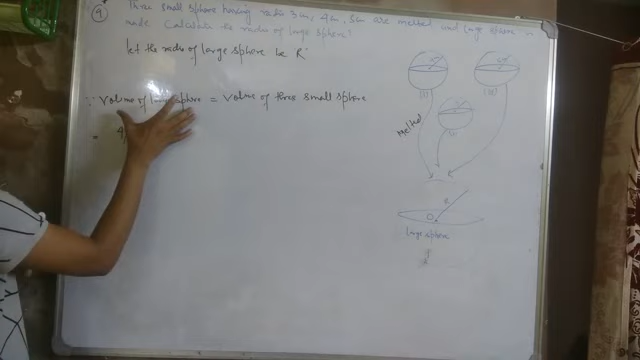 9) Three small sphere having radii 3cm, 4cm, 5cm are melted and large sphere is
made. Calculate the radius of large sphere?
Let the radius of large sphere be R
∵ Volume of large sphere = Volume of three small sphere
=
Melted
R
O
large sphere